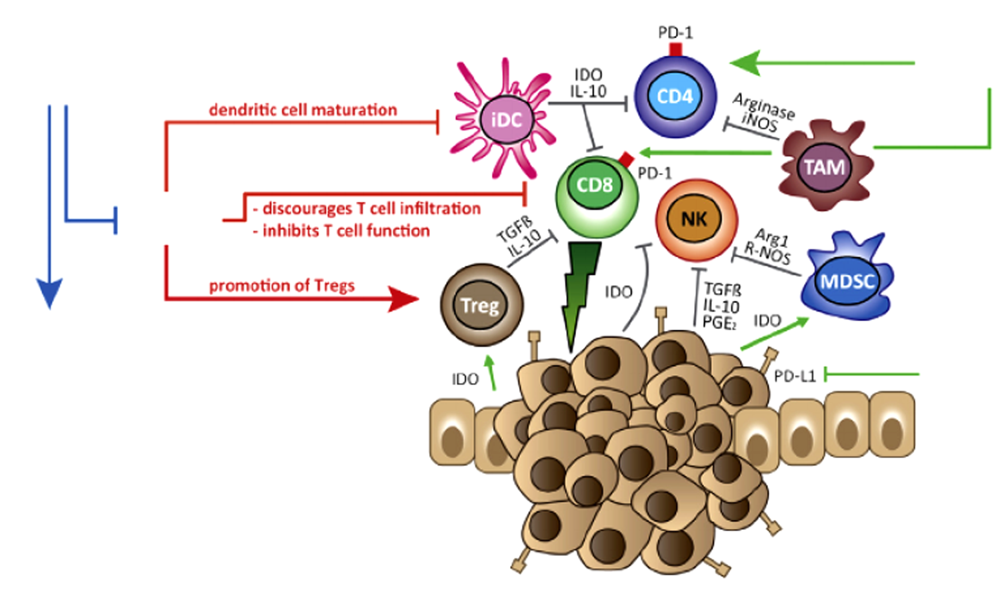 PD-1
IDO
IL-10
CD4
dendritic cell maturation
iDC
Arginase
iNOS
TAM
CD8
PD-1
- discourages T cell infiltration
- inhibits T cell function
NK
TGFß
IL-10
Arg1
R-NOS
MDSC
promotion of Tregs
Treg
IDO
TGFß
IL-10
PGE₂
IDO
IDO
PD-L1